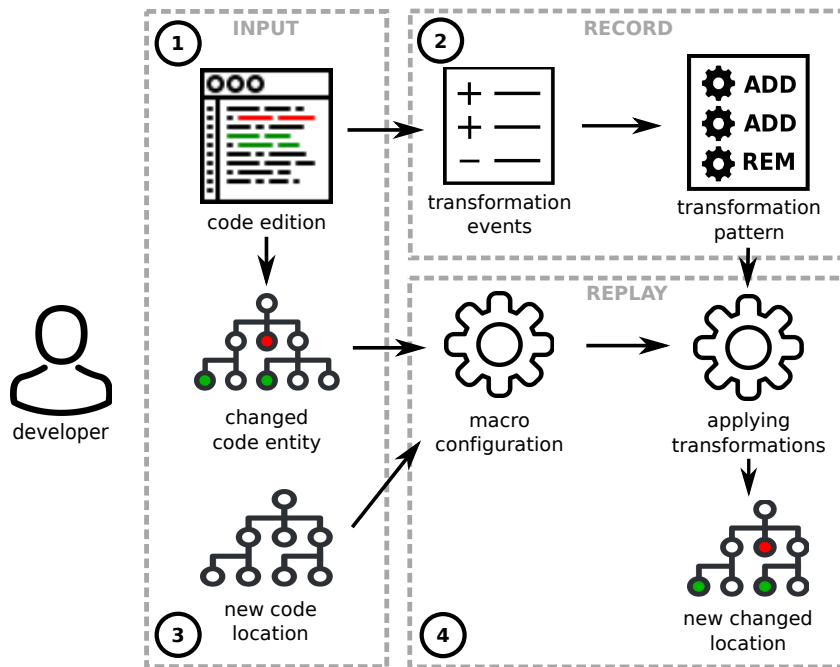 1
INPUT
2
RECORD
ADD
ADD
REM
code edition
transformation
events
transformation
pattern
REPLAY
developer
changed
code entity
macro
configuration
applying
transformations
new code
location
new changed
location
3
4